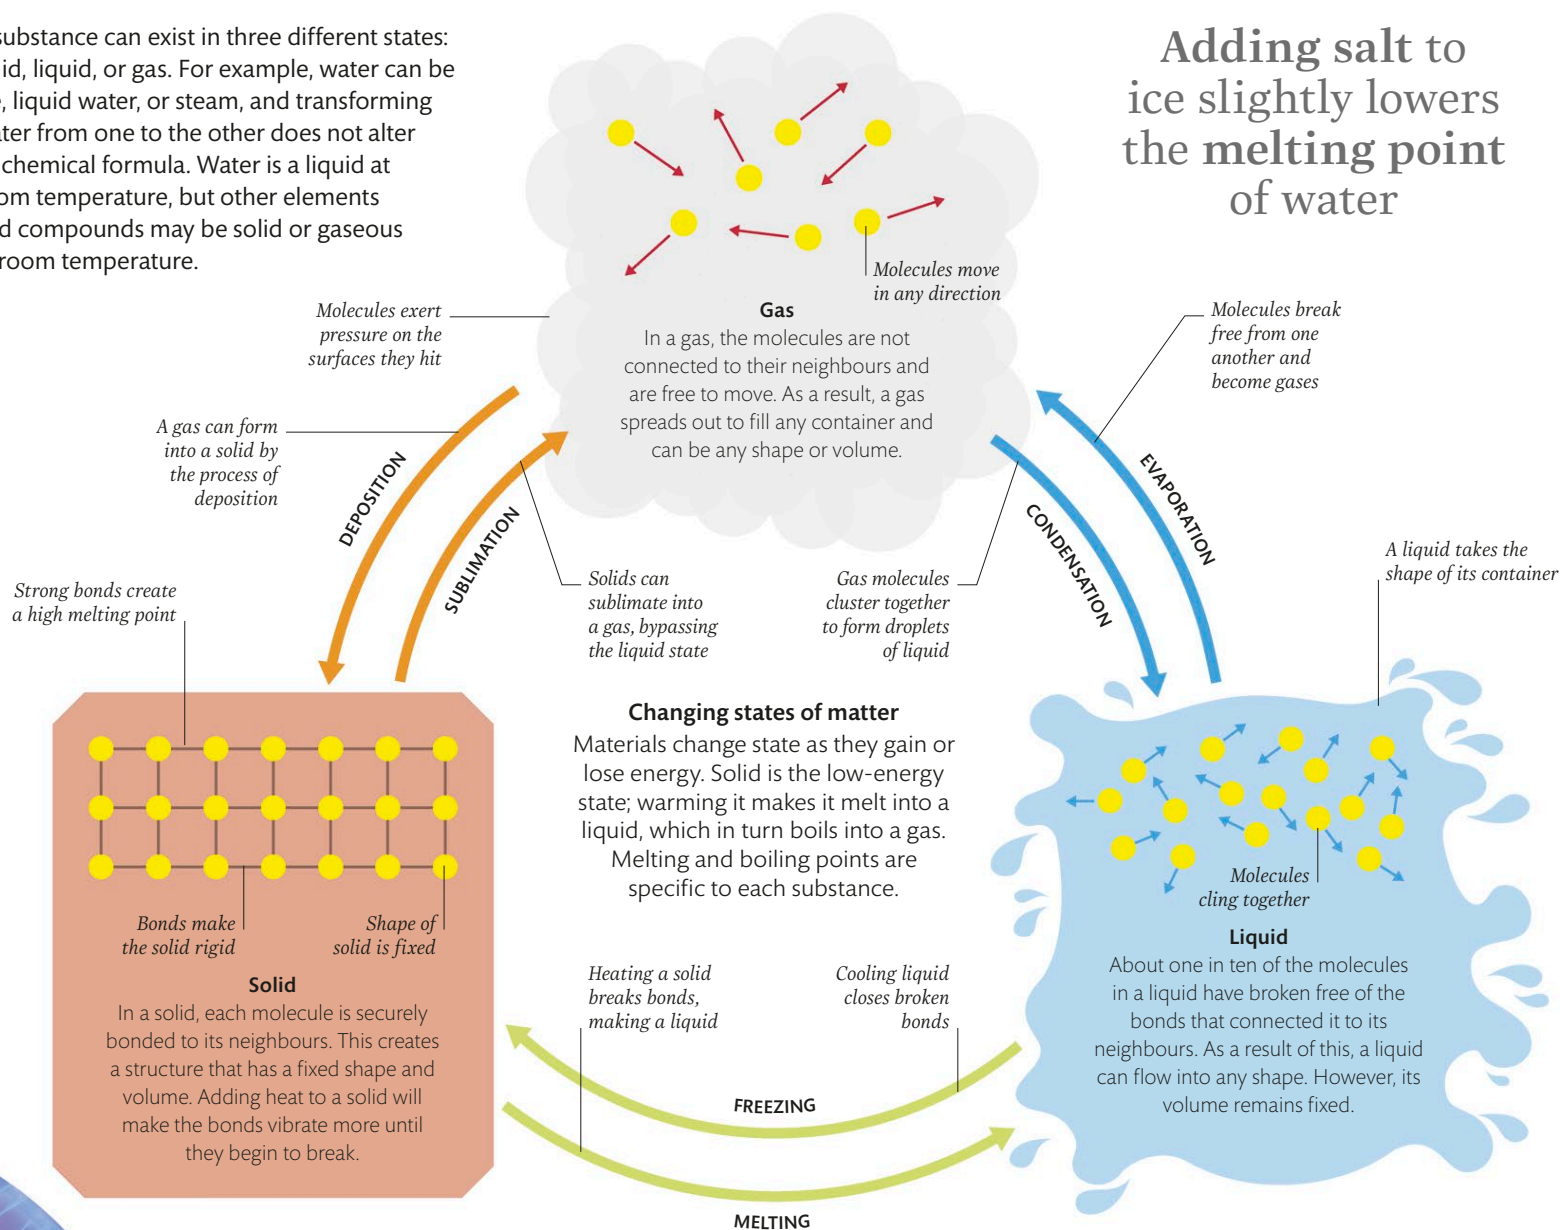 substance can exist in three different states:
id, liquid, or gas. For example, water can be
, liquid water, or steam, and transforming
ater from one to the other does not alter
chemical formula. Water is a liquid at
om temperature, but other elements
d compounds may be solid or gaseous
room temperature.
Adding salt to
ice slightly lowers
the melting point
of water
Molecules move
in any direction
Gas
In a gas, the molecules are not
connected to their neighbours and
are free to move. As a result, a gas
spreads out to fill any container and
can be any shape or volume.
Molecules exert
pressure on the
surfaces they hit
Molecules break
free from one
another and
become gases
A gas can form
into a solid by
the process of
deposition
DEPOSITION
SUBLIMATION
CONDENSATION
EVAPORATION
Solids can
sublimate into
a gas, bypassing
the liquid state
Gas molecules
cluster together
to form droplets
of liquid
A liquid takes the
shape of its container
Strong bonds create
a high melting point
Bonds make
the solid rigid
Shape of
solid is fixed
Solid
In a solid, each molecule is securely
bonded to its neighbours. This creates
a structure that has a fixed shape and
volume. Adding heat to a solid will
make the bonds vibrate more until
they begin to break.
Changing states of matter
Materials change state as they gain or
lose energy. Solid is the low-energy
state; warming it makes it melt into a
liquid, which in turn boils into a gas.
Melting and boiling points are
specific to each substance.
Molecules
cling together
Liquid
About one in ten of the molecules
in a liquid have broken free of the
bonds that connected it to its
neighbours. As a result of this, a liquid
can flow into any shape. However, its
volume remains fixed.
Heating a solid
breaks bonds,
making a liquid
Cooling liquid
closes broken
bonds
FREEZING
MELTING